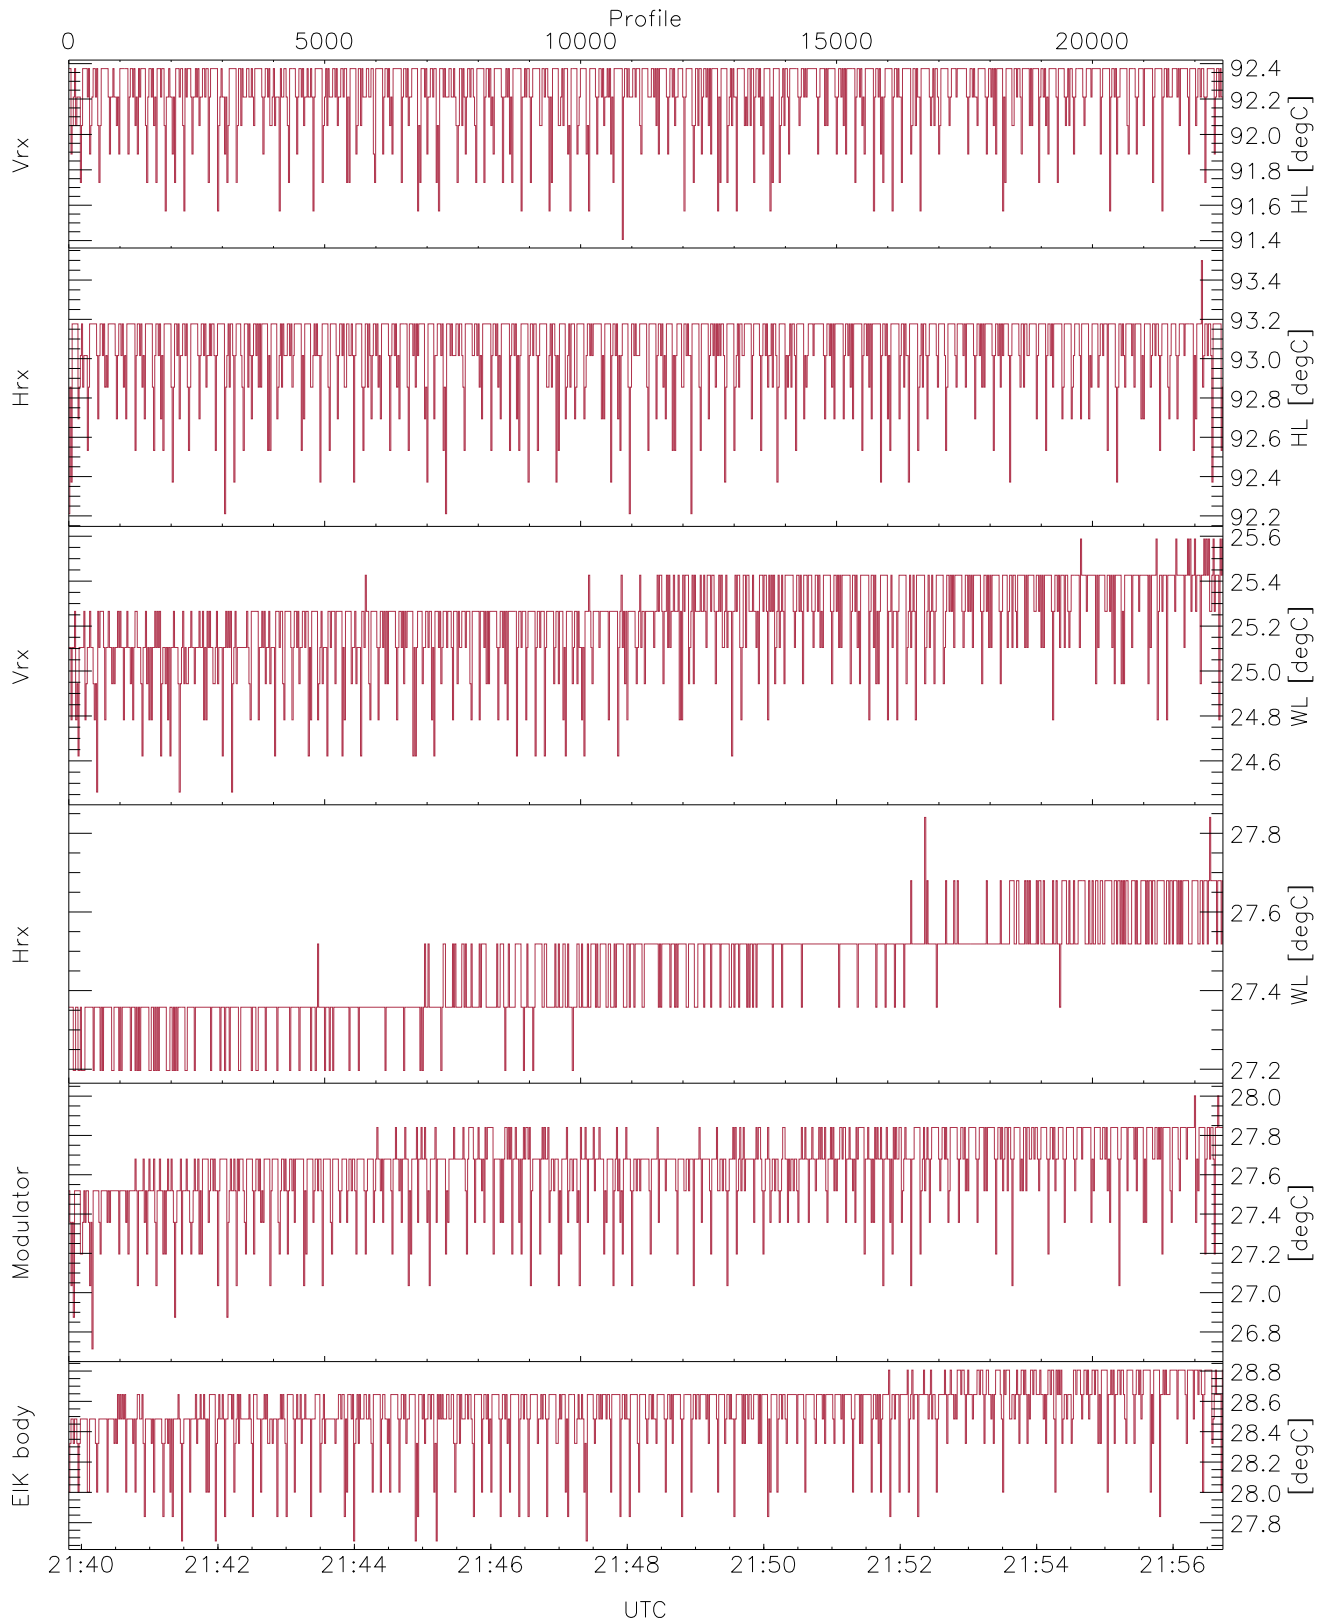 Profile
0 5000 10000 15000 20000
Vrx
92.4
92.2
92.0
91.8
91.6
91.4
HL [degC]
Hrx
93.4
93.2
93.0
92.8
92.6
92.4
92.2
HL [degC]
Vrx
25.6
25.4
25.2
25.0
24.8
24.6
WL [degC]
Hrx
27.8
27.6
27.4
27.2
WL [degC]
Modulator
28.0
27.8
27.6
27.4
27.2
27.0
26.8
[degC]
EIK body
28.8
28.6
28.4
28.2
28.0
27.8
[degC]
21:40 21:42 21:44 21:46 21:48 21:50 21:52 21:54 21:56
UTC